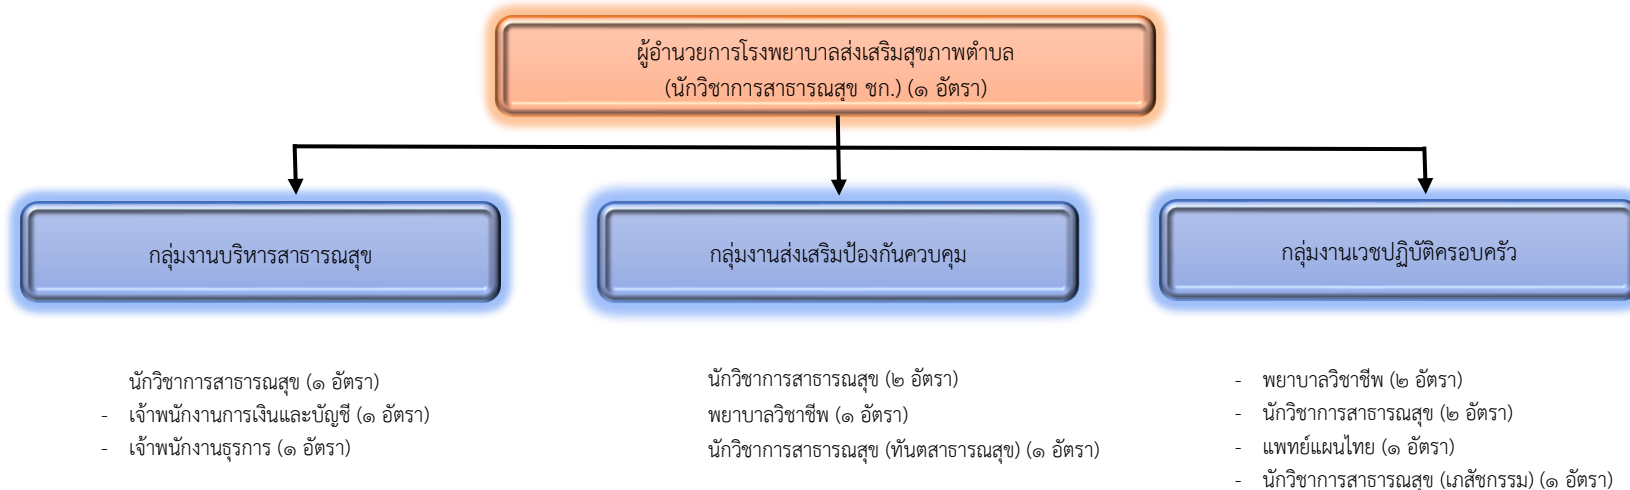 ผู้อำนวยการโรงพยาบาลส่งเสริมสุขภาพตำบล
(นักวิชาการสาธารณสุข ชก.) (๑ อัตรา)
กลุ่มงานบริหารสาธารณสุข
กลุ่มงานส่งเสริมป้องกันควบคุม
กลุ่มงานเวชปฏิบัติครอบครัว
นักวิชาการสาธารณสุข (๑ อัตรา)
- เจ้าพนักงานการเงินและบัญชี (๑ อัตรา)
- เจ้าพนักงานธุรการ (๑ อัตรา)
นักวิชาการสาธารณสุข (๒ อัตรา)
พยาบาลวิชาชีพ (๑ อัตรา)
นักวิชาการสาธารณสุข (ทันตสาธารณสุข) (๑ อัตรา)
- พยาบาลวิชาชีพ (๒ อัตรา)
- นักวิชาการสาธารณสุข (๒ อัตรา)
- แพทย์แผนไทย (๑ อัตรา)
- นักวิชาการสาธารณสุข (เภสัชกรรม) (๑ อัตรา)